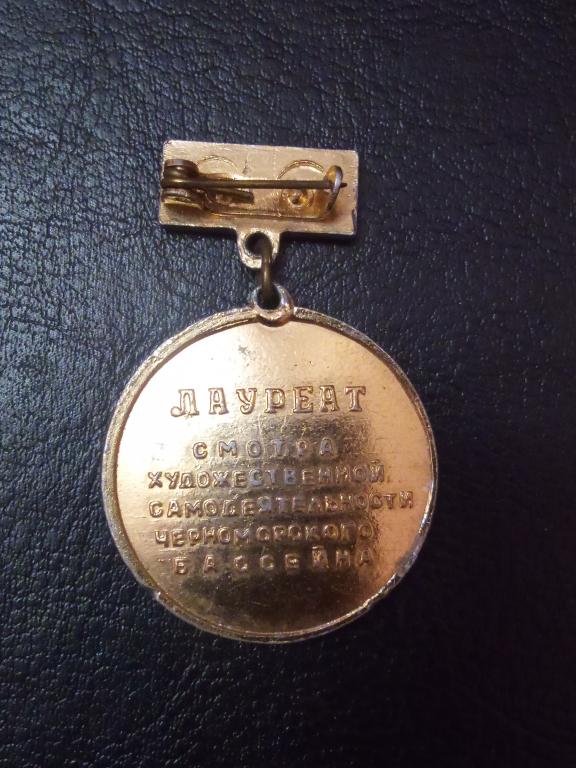 ЛАУРЕАТ
СМОТРА
ХУДОЖЕСТВЕННОЙ
САМОДЕЯТЕЛЬНОСТИ
ЧЕРНОМОРСКОГО
БАССЕЙНА